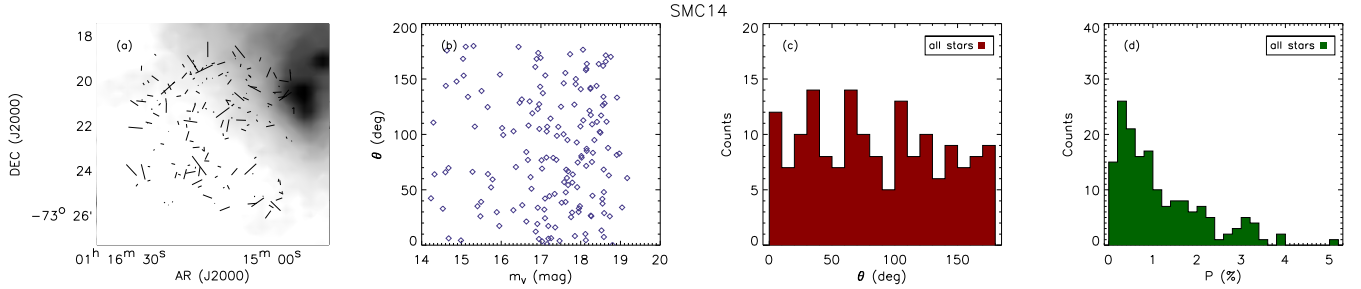 SMC14
(a)
18
20
22
24
−73° 26'
DEC (J2000)
01ʰ 16ᵐ 30ˢ
15ᵐ 00ˢ
AR (J2000)
(b)
200
150
100
50
0
θ (deg)
14 15 16 17 18 19 20
mᵥ (mag)
(c)
all stars
20
15
10
5
0
Counts
0 50 100 150
θ (deg)
(d)
all stars
40
30
20
10
0
Counts
0 1 2 3 4 5
P (%)